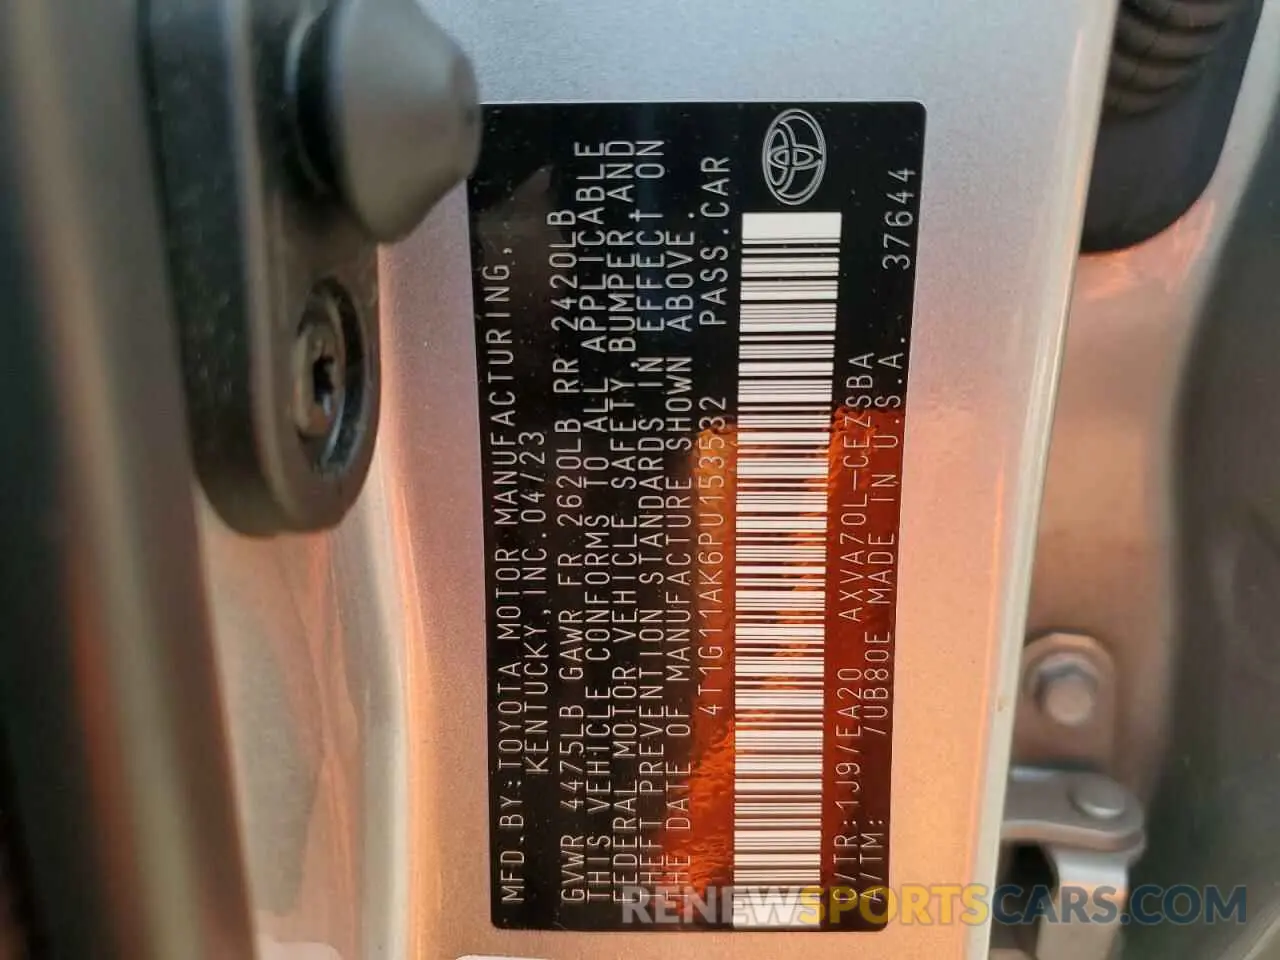 MFD.BY:TOYOTA MOTOR MANUFACTURING,
KENTUCKY,INC.04/23
GVWR 4475LB GAWR FR 2620LB RR 2420LB
THIS VEHICLE CONFORMS TO ALL APPLICABLE
FEDERAL MOTOR VEHICLE SAFETY,BUMPER,AND
THEFT PREVENTION STANDARDS IN EFFECT ON
THE DATE OF MANUFACTURE SHOWN ABOVE.
4T1G11AK6PU153532 PASS.CAR
C/TR:1J9/EA20 AXVA70L-CEZSBA
A/TM: /UB80E MADE IN U.S.A. 37644
RENEWSPORTSCARS.COM-23